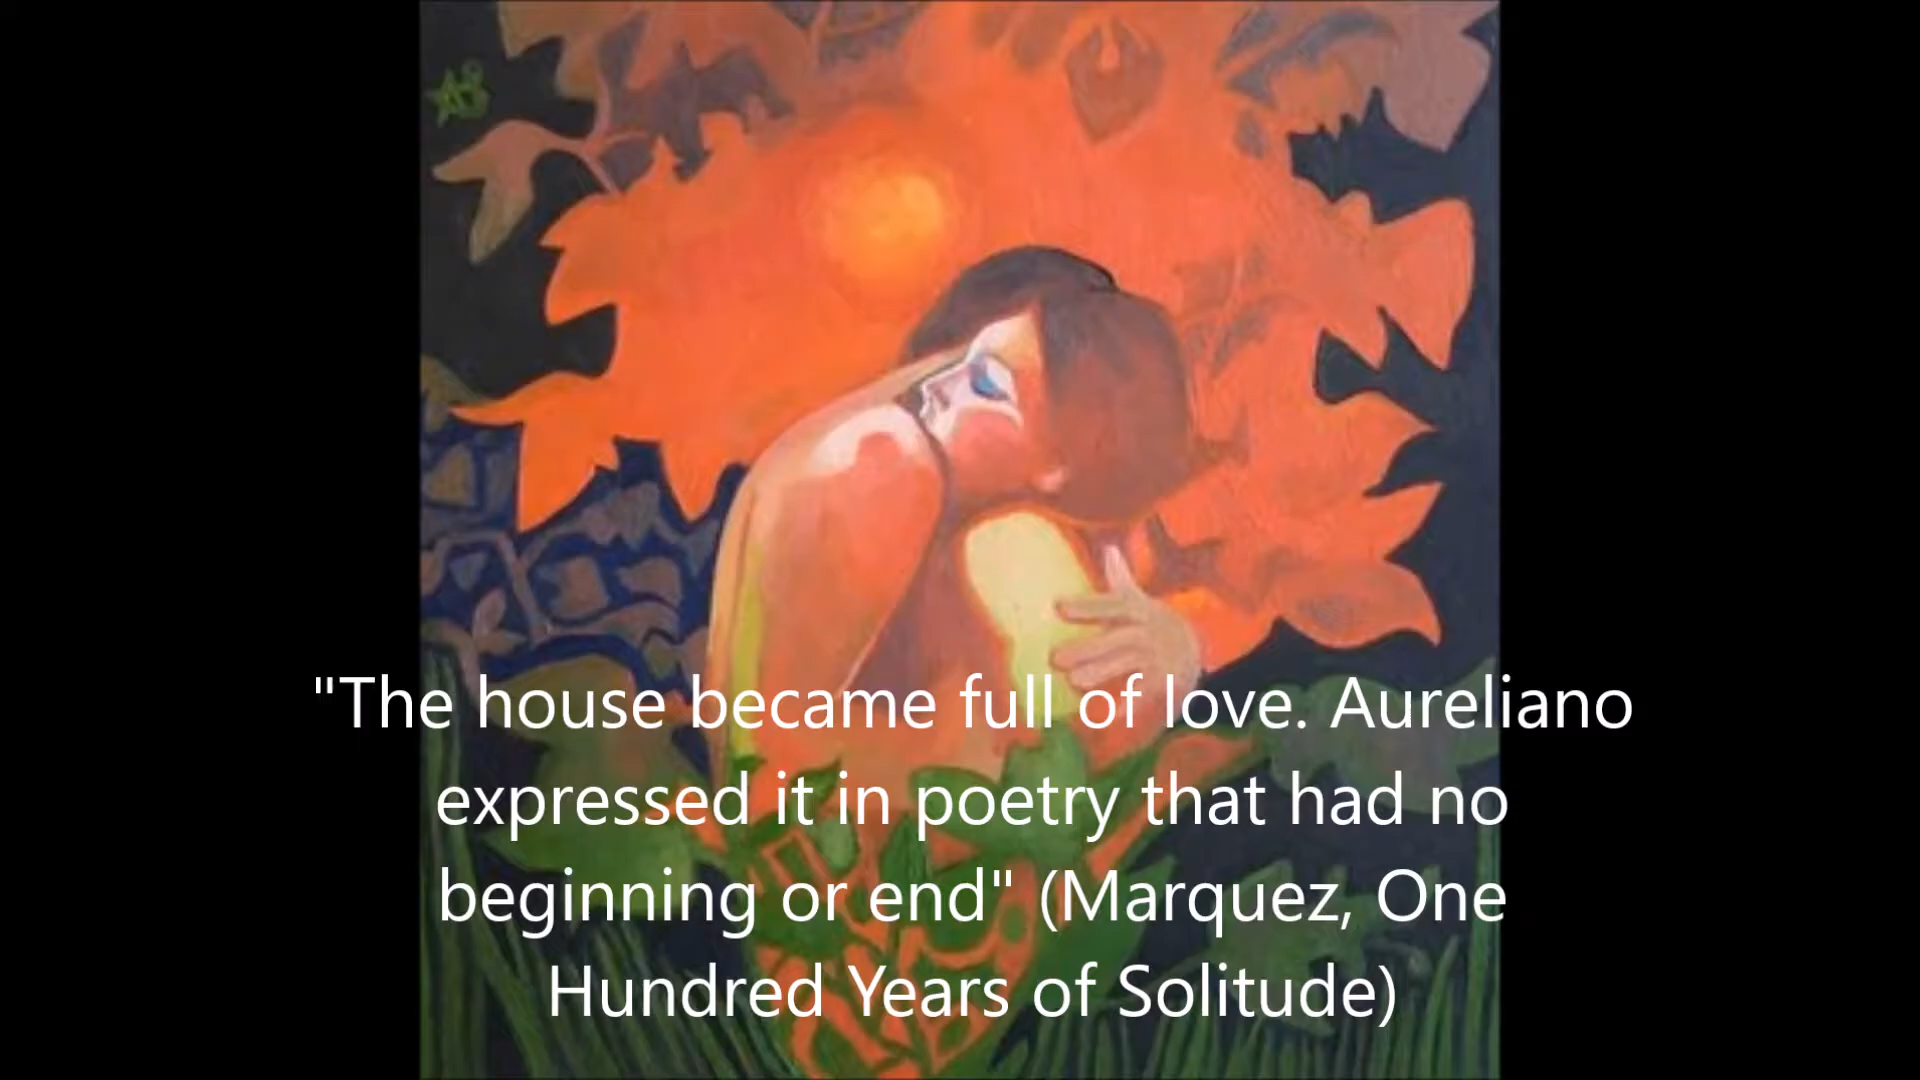 "The house became full of love. Aureliano
expressed it in poetry that had no
beginning or end" (Marquez, One
Hundred Years of Solitude)